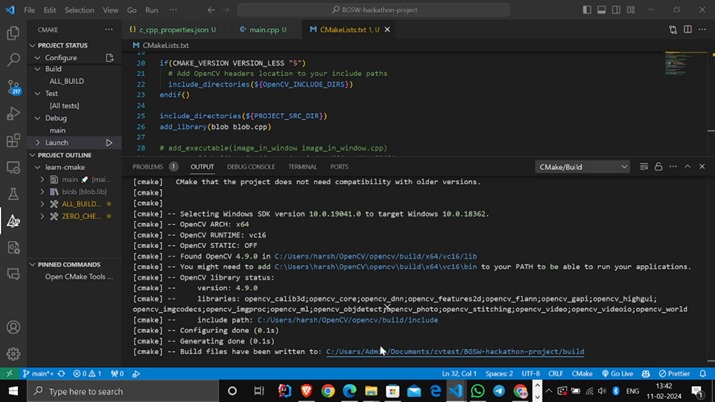 File Edit Selection View Go Run ···
BGSW-hackathon-project
CMAKE
PROJECT STATUS
Configure
Build
ALL_BUILD
Test
[All tests]
Debug
main
Launch
PROJECT OUTLINE
learn-cmake
main
blob [blob.lib]
ALL_BUILD...
ZERO_CHE...
PINNED COMMANDS
Open CMake Tools ...
217
c_cpp_properties.json U
main.cpp U
CMakeLists.txt 1, U
CMakeLists.txt
20 if(CMAKE_VERSION VERSION_LESS "5")
21 # Add OpenCV headers location to your include paths
22 include_directories(${OpenCV_INCLUDE_DIRS})
23 endif()
24
25 include_directories(${PROJECT_SRC_DIR})
26 add_library(blob blob.cpp)
27
28 # add_executable(image_in_window image_in_window.cpp)
PROBLEMS 1 OUTPUT DEBUG CONSOLE TERMINAL PORTS
CMake/Build
[cmake] CMake that the project does not need compatibility with older versions.
[cmake]
[cmake]
[cmake] -- Selecting Windows SDK version 10.0.19041.0 to target Windows 10.0.18362.
[cmake] -- OpenCV ARCH: x64
[cmake] -- OpenCV RUNTIME: vc16
[cmake] -- OpenCV STATIC: OFF
[cmake] -- Found OpenCV 4.9.0 in C:/Users/harsh/OpenCV/opencv/build/x64/vc16/lib
[cmake] -- You might need to add C:\Users\harsh\OpenCV\opencv\build\x64\vc16\bin to your PATH to be able to run your applications.
[cmake] -- OpenCV library status:
[cmake] -- version: 4.9.0
[cmake] -- libraries: opencv_calib3d;opencv_core;opencv_dnn;opencv_features2d;opencv_flann;opencv_gapi;opencv_highgui;
opencv_imgcodecs;opencv_imgproc;opencv_ml;opencv_objdetect;opencv_photo;opencv_stitching;opencv_video;opencv_videoio;opencv_world
[cmake] -- include path: C:/Users/harsh/OpenCV/opencv/build/include
[cmake] -- Configuring done (0.1s)
[cmake] -- Generating done (0.1s)
[cmake] -- Build files have been written to: C:/Users/Admin/Documents/cvtest/BGSW-hackathon-project/build
main*+ 0 1 0 Ln 32, Col 1 Spaces: 2 UTF-8 CRLF CMake Go Live Prettier
Type here to search
ENG
13:42
11-02-2024